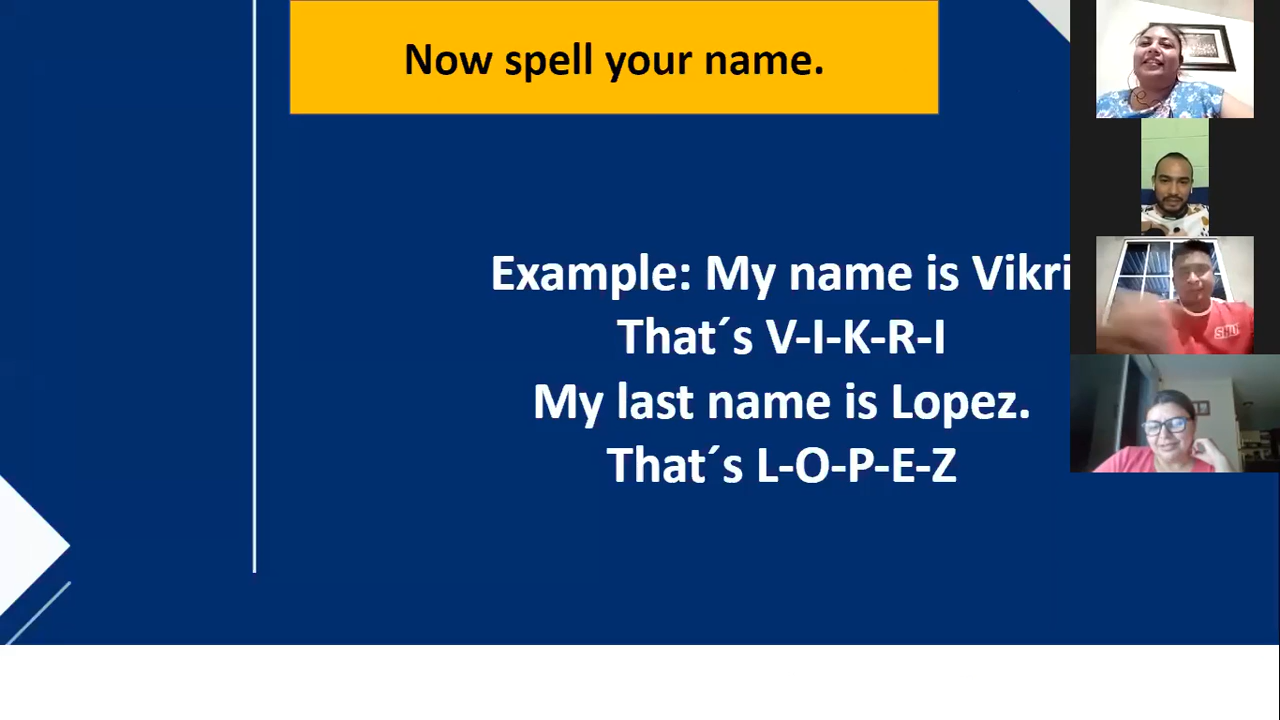 Now spell your name.
Example: My name is Vikri
That´s V-I-K-R-I
My last name is Lopez.
That´s L-O-P-E-Z